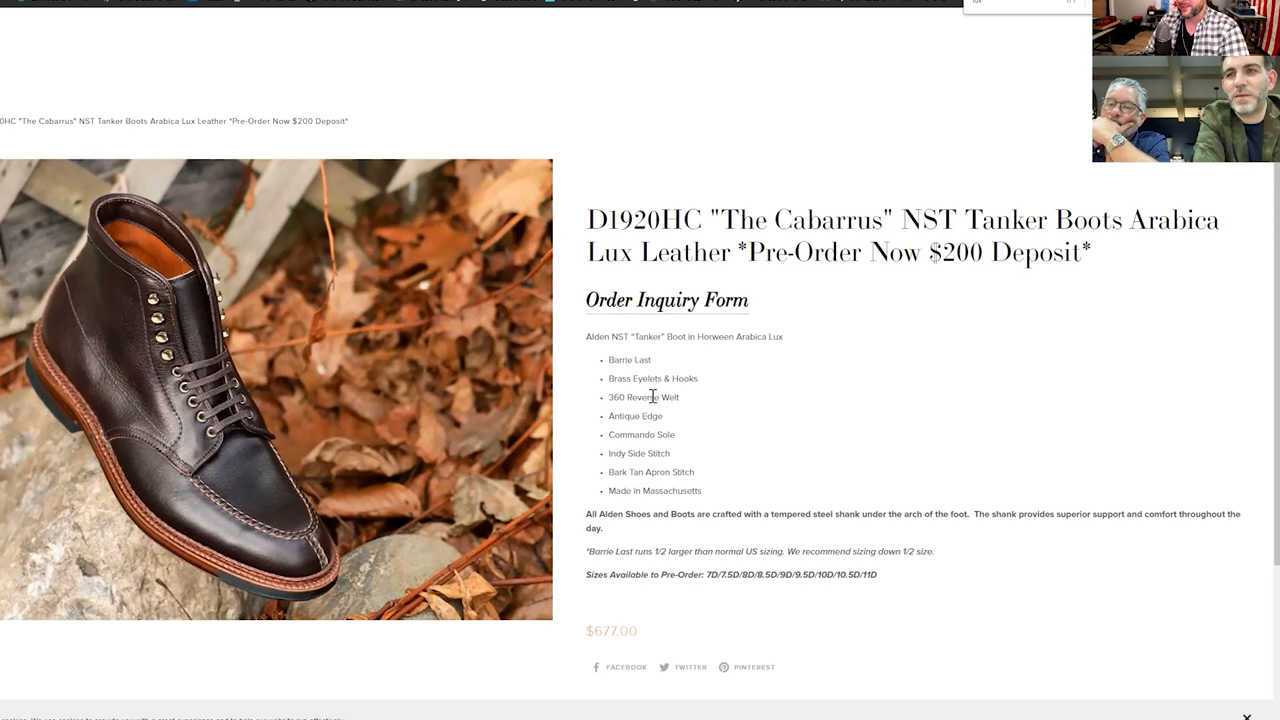 lux
0HC "The Cabarrus" NST Tanker Boots Arabica Lux Leather *Pre-Order Now $200 Deposit*
D1920HC "The Cabarrus" NST Tanker Boots Arabica
Lux Leather *Pre-Order Now $200 Deposit*
Order Inquiry Form
Alden NST "Tanker" Boot in Horween Arabica Lux
• Barrie Last
• Brass Eyelets & Hooks
• 360 Reverse Welt
• Antique Edge
• Commando Sole
• Indy Side Stitch
• Bark Tan Apron Stitch
• Made in Massachusetts
All Alden Shoes and Boots are crafted with a tempered steel shank under the arch of the foot. The shank provides superior support and comfort throughout the
day.
*Barrie Last runs 1/2 larger than normal US sizing. We recommend sizing down 1/2 size.
Sizes Available to Pre-Order: 7D/7.5D/8D/8.5D/9D/9.5D/10D/10.5D/11D
$677.00
FACEBOOK TWITTER PINTEREST